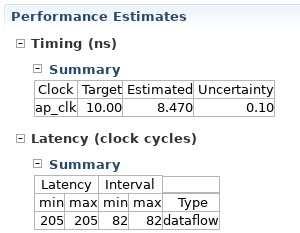 Performance Estimates
Timing (ns)
Summary
Clock Target Estimated Uncertainty
ap_clk 10.00 8.470 0.10
Latency (clock cycles)
Summary
Latency Interval
min max min max Type
205 205 82 82 dataflow